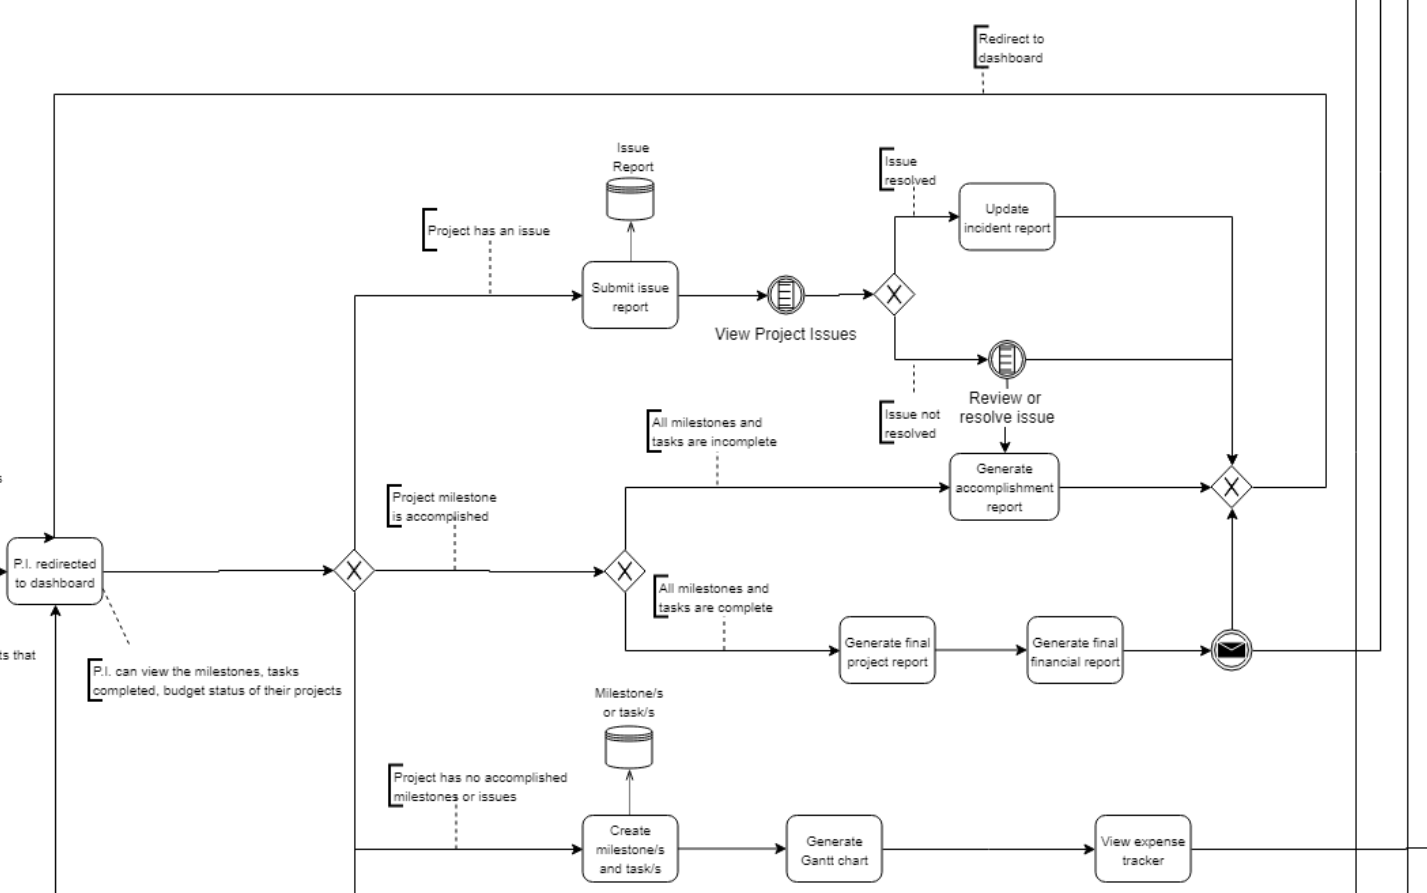 Redirect to
dashboard
Issue
Report
Issue
resolved
Update
incident report
Project has an issue
Submit issue
report
View Project Issues
Review or
resolve issue
Issue not
resolved
All milestones and
tasks are incomplete
Generate
accomplishment
report
Project milestone
is accomplished
P.I. redirected
to dashboard
All milestones and
tasks are complete
Generate final
project report
Generate final
financial report
ts that
P.I. can view the milestones, tasks
completed, budget status of their projects
Milestone/s
or task/s
Project has no accomplished
milestones or issues
Create
milestone/s
and task/s
Generate
Gantt chart
View expense
tracker